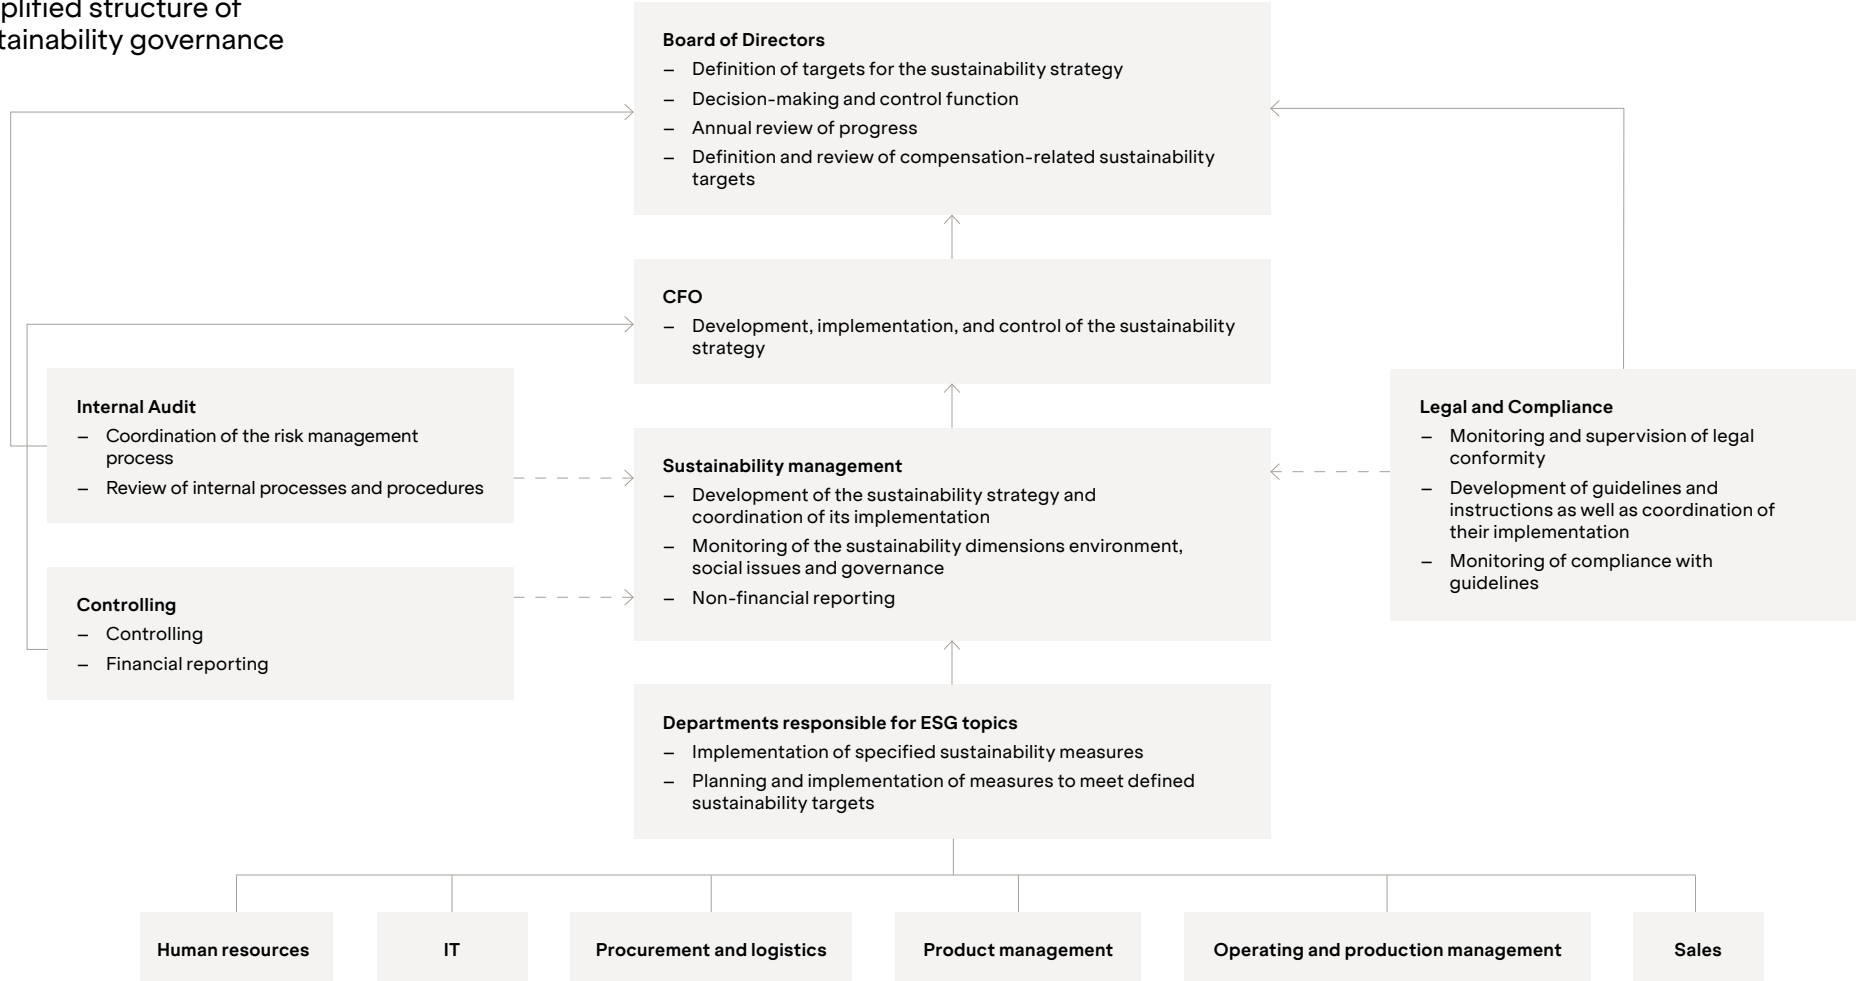 plified structure of
tainability governance
Board of Directors
– Definition of targets for the sustainability strategy
– Decision-making and control function
– Annual review of progress
– Definition and review of compensation-related sustainability
targets
CFO
– Development, implementation, and control of the sustainability
strategy
Internal Audit
– Coordination of the risk management
process
– Review of internal processes and procedures
Legal and Compliance
– Monitoring and supervision of legal
conformity
– Development of guidelines and
instructions as well as coordination of
their implementation
– Monitoring of compliance with
guidelines
Sustainability management
– Development of the sustainability strategy and
coordination of its implementation
– Monitoring of the sustainability dimensions environment,
social issues and governance
– Non-financial reporting
Controlling
– Controlling
– Financial reporting
Departments responsible for ESG topics
– Implementation of specified sustainability measures
– Planning and implementation of measures to meet defined
sustainability targets
Human resources
IT
Procurement and logistics
Product management
Operating and production management
Sales